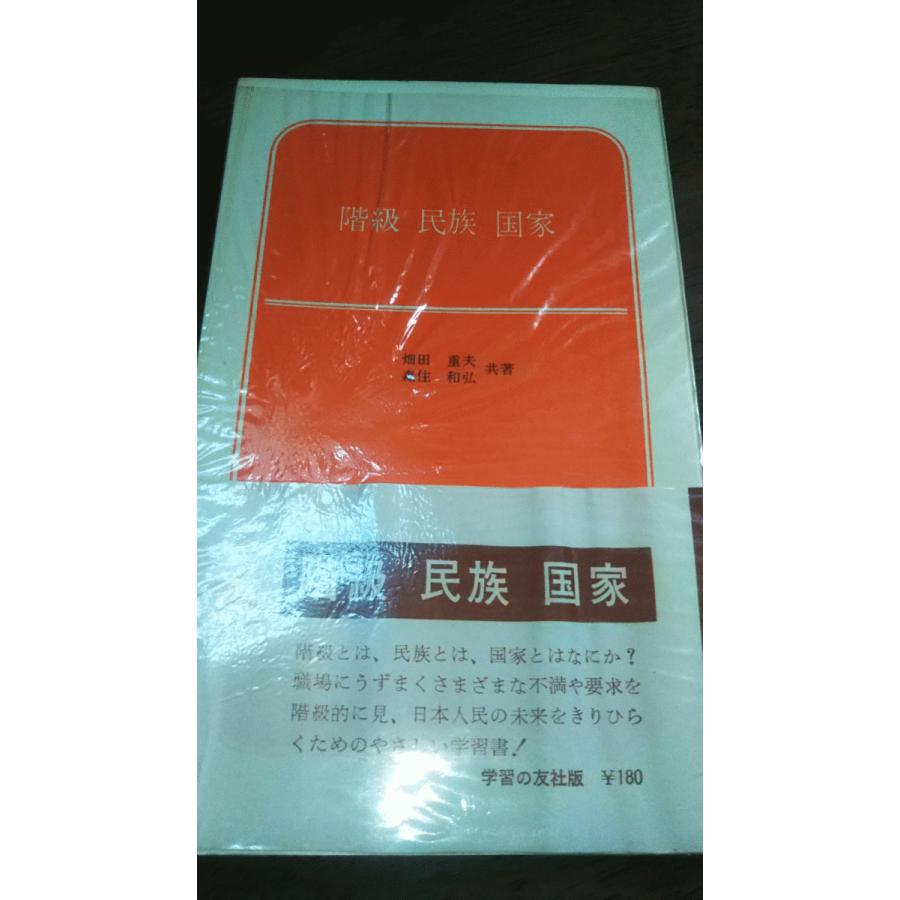 階級 民族 国家
畑田 重夫
森住 和弘 共著
階級 民族 国家
階級とは、民族とは、国家とはなにか?
職場にうずまくさまざまな不満や要求を
階級的に見、日本人民の未来をきりひら
くためのやさしい学習書!
学習の友社版 ¥180